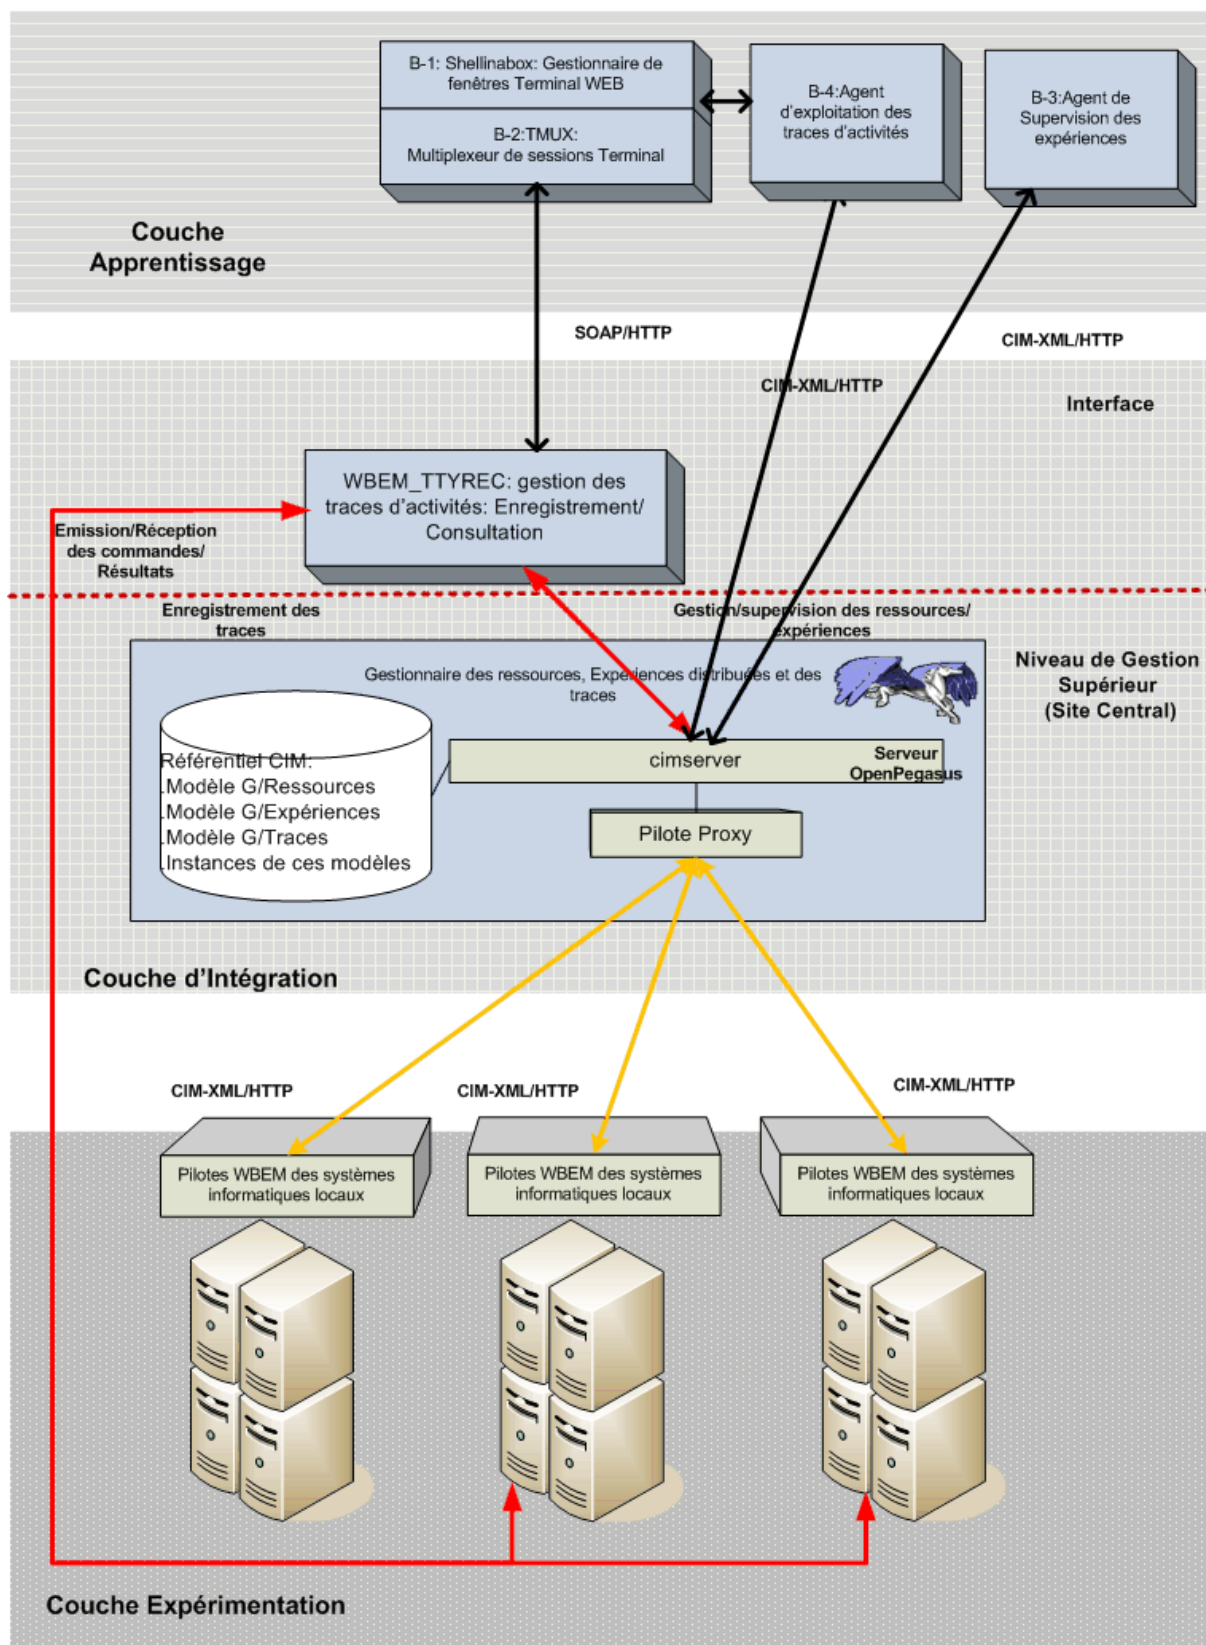 B-1: Shellinabox: Gestionnaire de
fenêtres Terminal WEB
B-2:TMUX:
Multiplexeur de sessions Terminal
B-4:Agent
d'exploitation des
traces d'activités
B-3:Agent de
Supervision des
expériences
Couche
Apprentissage
SOAP/HTTP
CIM-XML/HTTP
CIM-XML/HTTP
Interface
WBEM_TTYREC: gestion des
traces d'activités: Enregistrement/
Consultation
Emission/Réception
des commandes/
Résultats
Enregistrement des
traces
Gestion/supervision des ressources/
expériences
Niveau de Gestion
Supérieur
(Site Central)
Gestionnaire des ressources, Expériences distribuées et des
traces
Référentiel CIM:
.Modèle G/Ressources
.Modèle G/Expériences
.Modèle G/Traces
.Instances de ces modèles
cimserver
Serveur
OpenPegasus
Pilote Proxy
Couche d'Intégration
CIM-XML/HTTP
CIM-XML/HTTP
CIM-XML/HTTP
Pilotes WBEM des systèmes
informatiques locaux
Pilotes WBEM des systèmes
informatiques locaux
Pilotes WBEM des systèmes
informatiques locaux
Couche Expérimentation